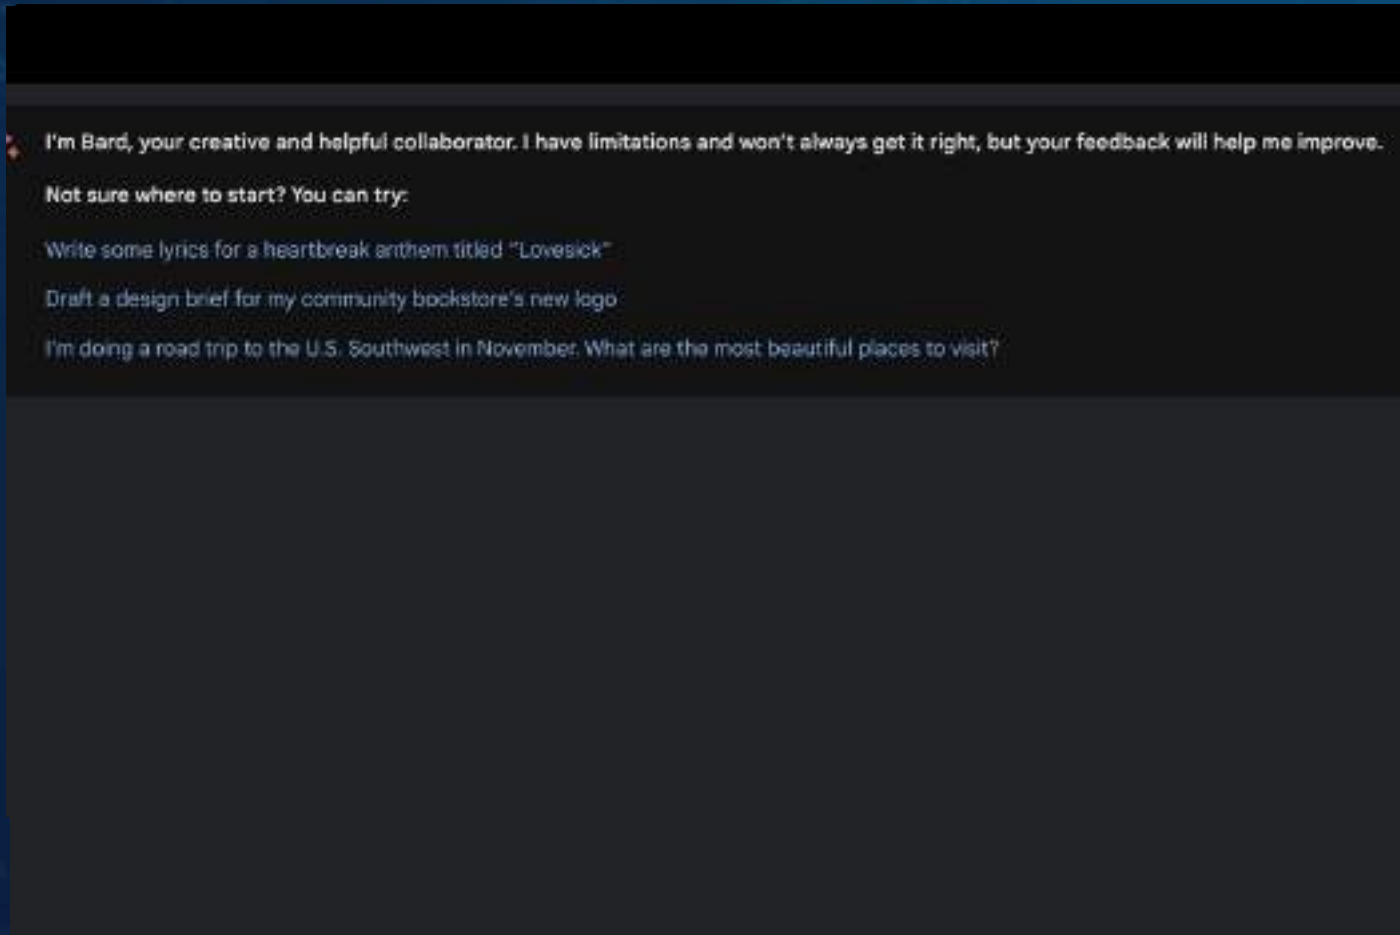 I'm Bard, your creative and helpful collaborator. I have limitations and won't always get it right, but your feedback will help me improve.
Not sure where to start? You can try:
Write some lyrics for a heartbreak anthem titled "Lovesick"
Draft a design brief for my community bookstore's new logo
I'm doing a road trip to the U.S. Southwest in November. What are the most beautiful places to visit?